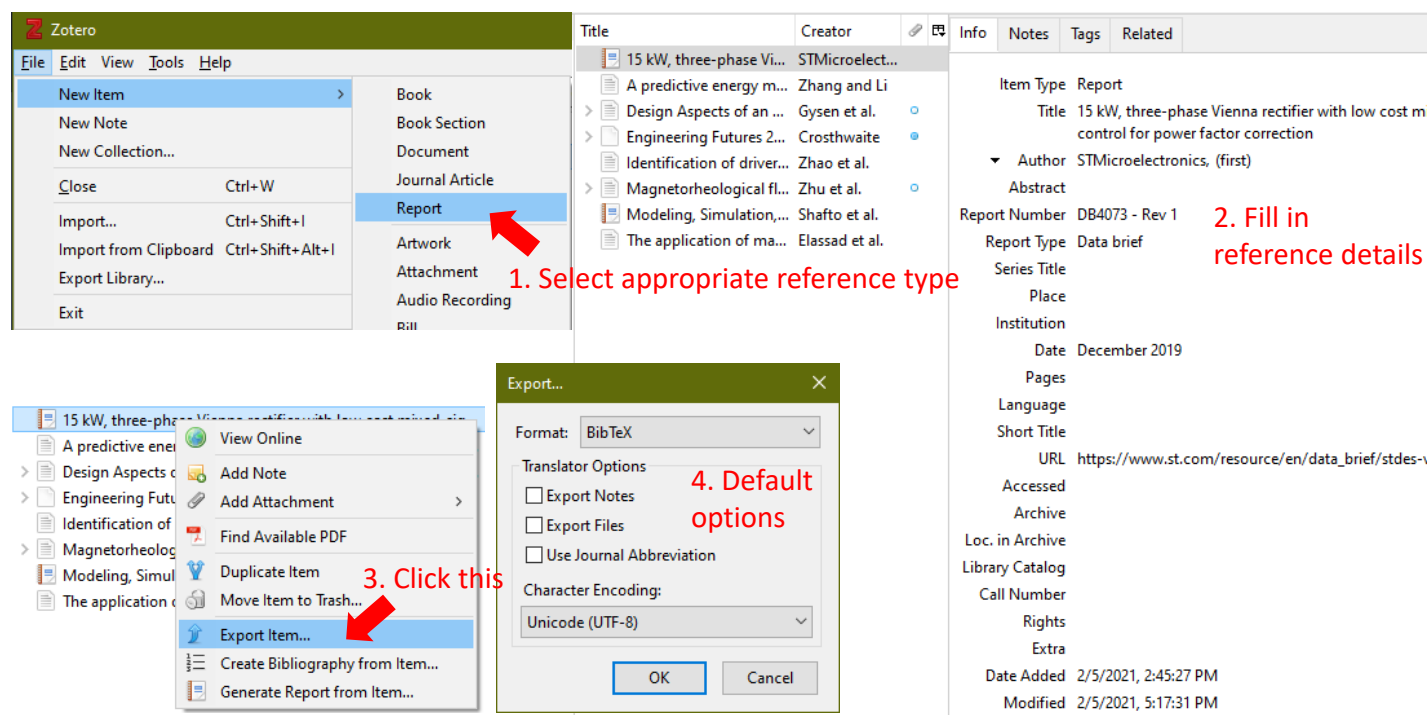 Zotero
File Edit View Tools Help
New Item
New Note
New Collection...
Close Ctrl+W
Import... Ctrl+Shift+I
Import from Clipboard Ctrl+Shift+Alt+I
Export Library...
Exit
Book
Book Section
Document
Journal Article
Report
Artwork
Attachment
Audio Recording
Bill
1. Select appropriate reference type
Title Creator
15 kW, three-phase Vi... STMicroelect...
A predictive energy m... Zhang and Li
Design Aspects of an ... Gysen et al.
Engineering Futures 2... Crosthwaite
Identification of driver... Zhao et al.
Magnetorheological fl... Zhu et al.
Modeling, Simulation,... Shafto et al.
The application of ma... Elassad et al.
Info Notes Tags Related
Item Type Report
Title 15 kW, three-phase Vienna rectifier with low cost m
control for power factor correction
Author STMicroelectronics, (first)
Abstract
Report Number DB4073 - Rev 1
Report Type Data brief
Series Title
Place
Institution
Date December 2019
Pages
Language
Short Title
URL https://www.st.com/resource/en/data_brief/stdes-v
Accessed
Archive
Loc. in Archive
Library Catalog
Call Number
Rights
Extra
Date Added 2/5/2021, 2:45:27 PM
Modified 2/5/2021, 5:17:31 PM
2. Fill in
reference details
15 kW, three-phase Vienna rectifier with low cost mixed-sig
A predictive ener
Design Aspects o
Engineering Futu
Identification of
Magnetorheolog
Modeling, Simul
The application o
View Online
Add Note
Add Attachment
Find Available PDF
Duplicate Item
Move Item to Trash...
Export Item...
Create Bibliography from Item...
Generate Report from Item...
3. Click this
Export...
Format: BibTeX
Translator Options
Export Notes
Export Files
Use Journal Abbreviation
Character Encoding:
Unicode (UTF-8)
OK Cancel
4. Default
options